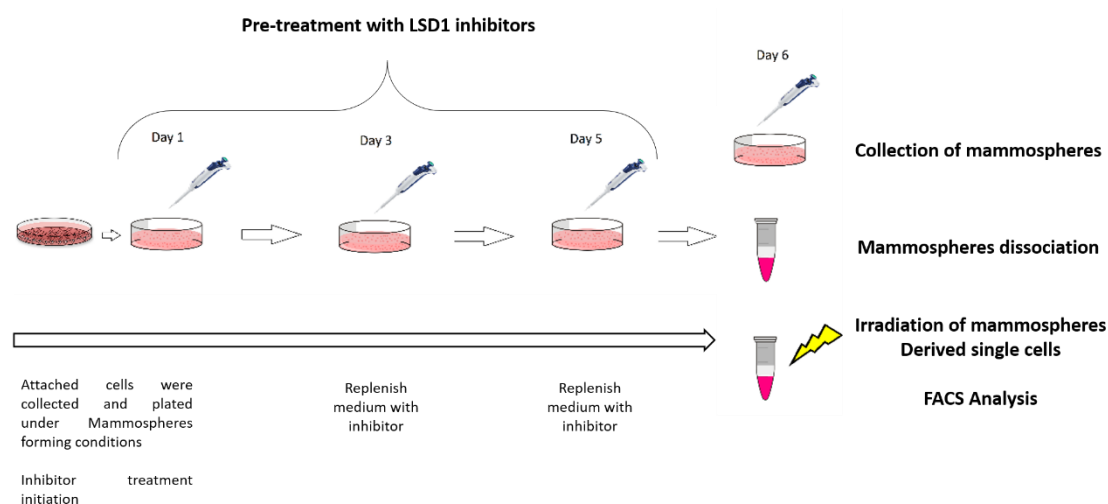 Pre-treatment with LSD1 inhibitors
Day 1
Day 3
Day 5
Day 6
Collection of mammospheres
Mammospheres dissociation
Irradiation of mammospheres
Derived single cells
FACS Analysis
Attached cells were
collected and plated
under Mammospheres
forming conditions
Inhibitor treatment
initiation
Replenish
medium with
inhibitor
Replenish
medium with
inhibitor